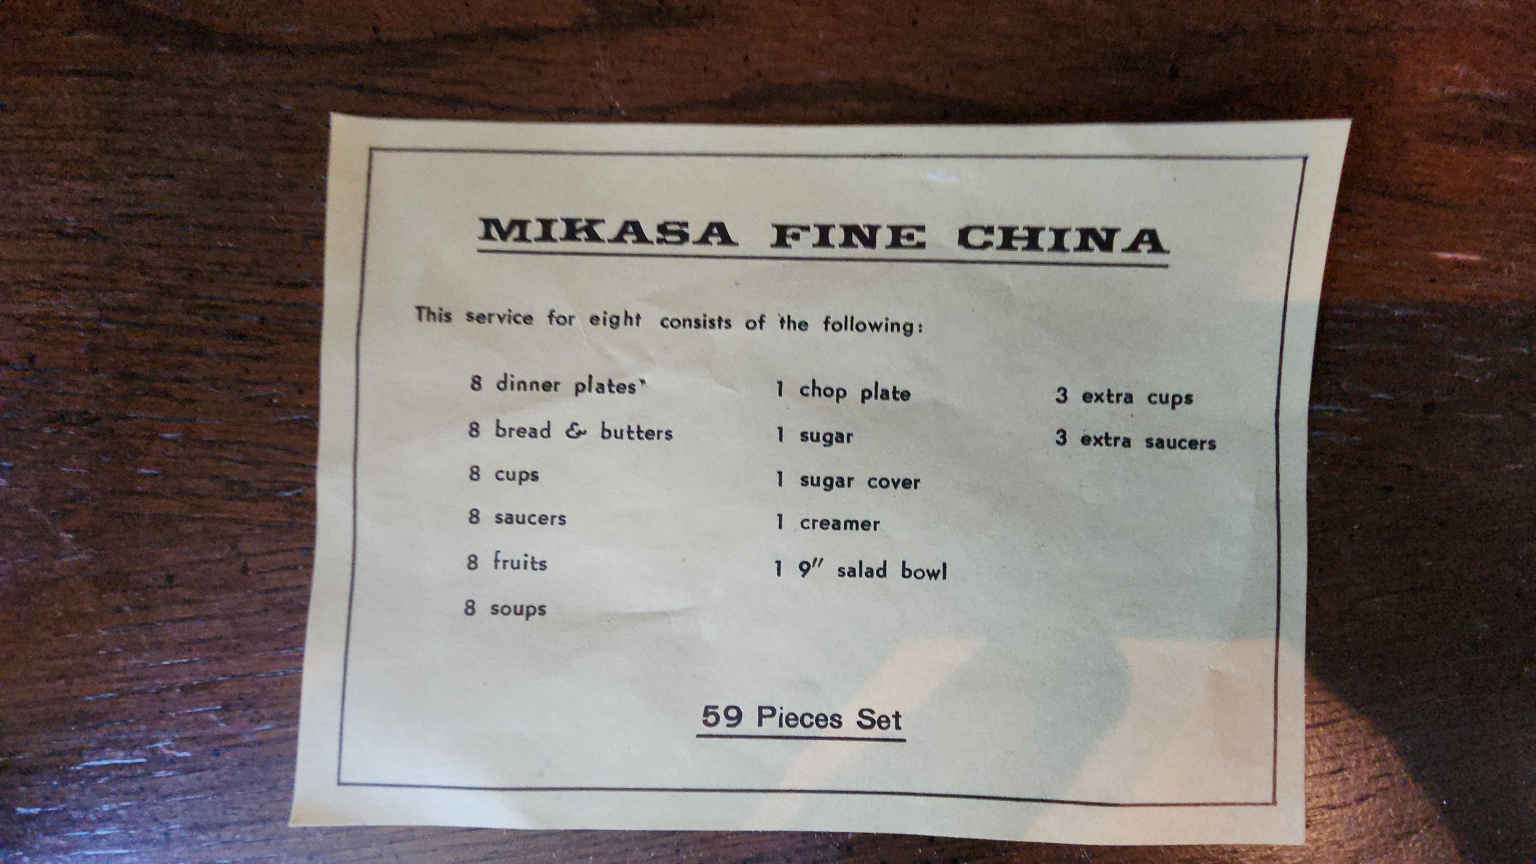 MIKASA FINE CHINA
This service for eight consists of the following:
8 dinner plates
8 bread & butters
8 cups
8 saucers
8 fruits
8 soups
1 chop plate
1 sugar
1 sugar cover
1 creamer
1 9″ salad bowl
3 extra cups
3 extra saucers
59 Pieces Set